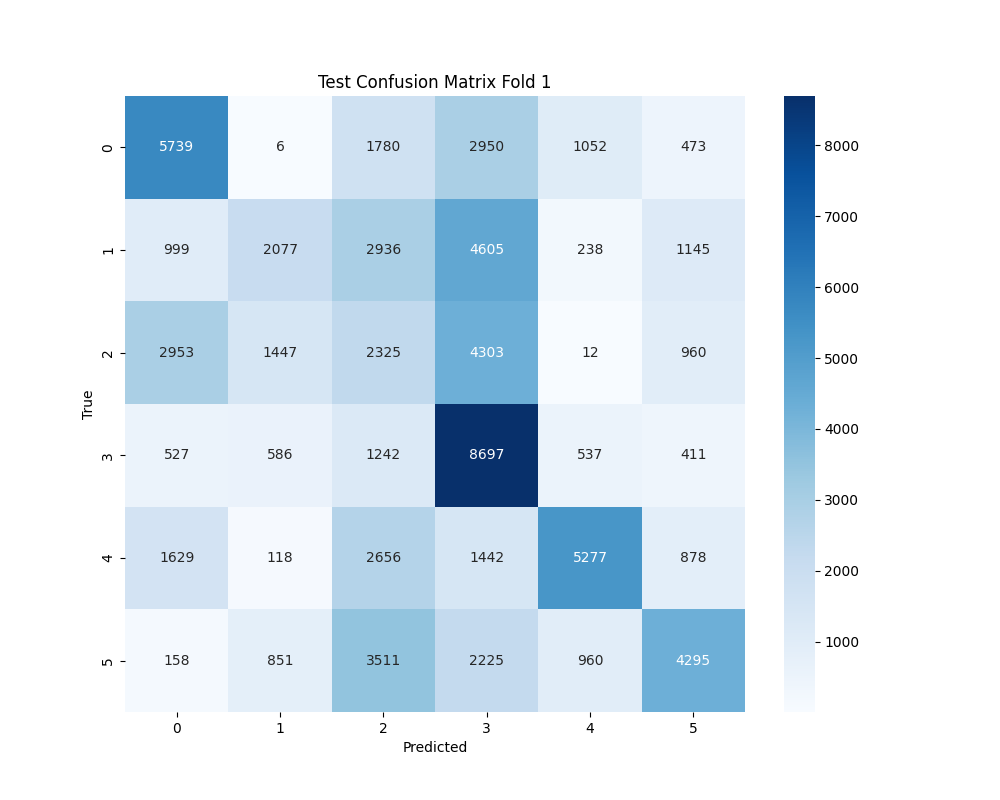 Test Confusion Matrix Fold 1
0 5739 6 1780 2950 1052 473
1 999 2077 2936 4605 238 1145
2 2953 1447 2325 4303 12 960
3 527 586 1242 8697 537 411
4 1629 118 2656 1442 5277 878
5 158 851 3511 2225 960 4295
0 1 2 3 4 5
Predicted
True
8000
7000
6000
5000
4000
3000
2000
1000